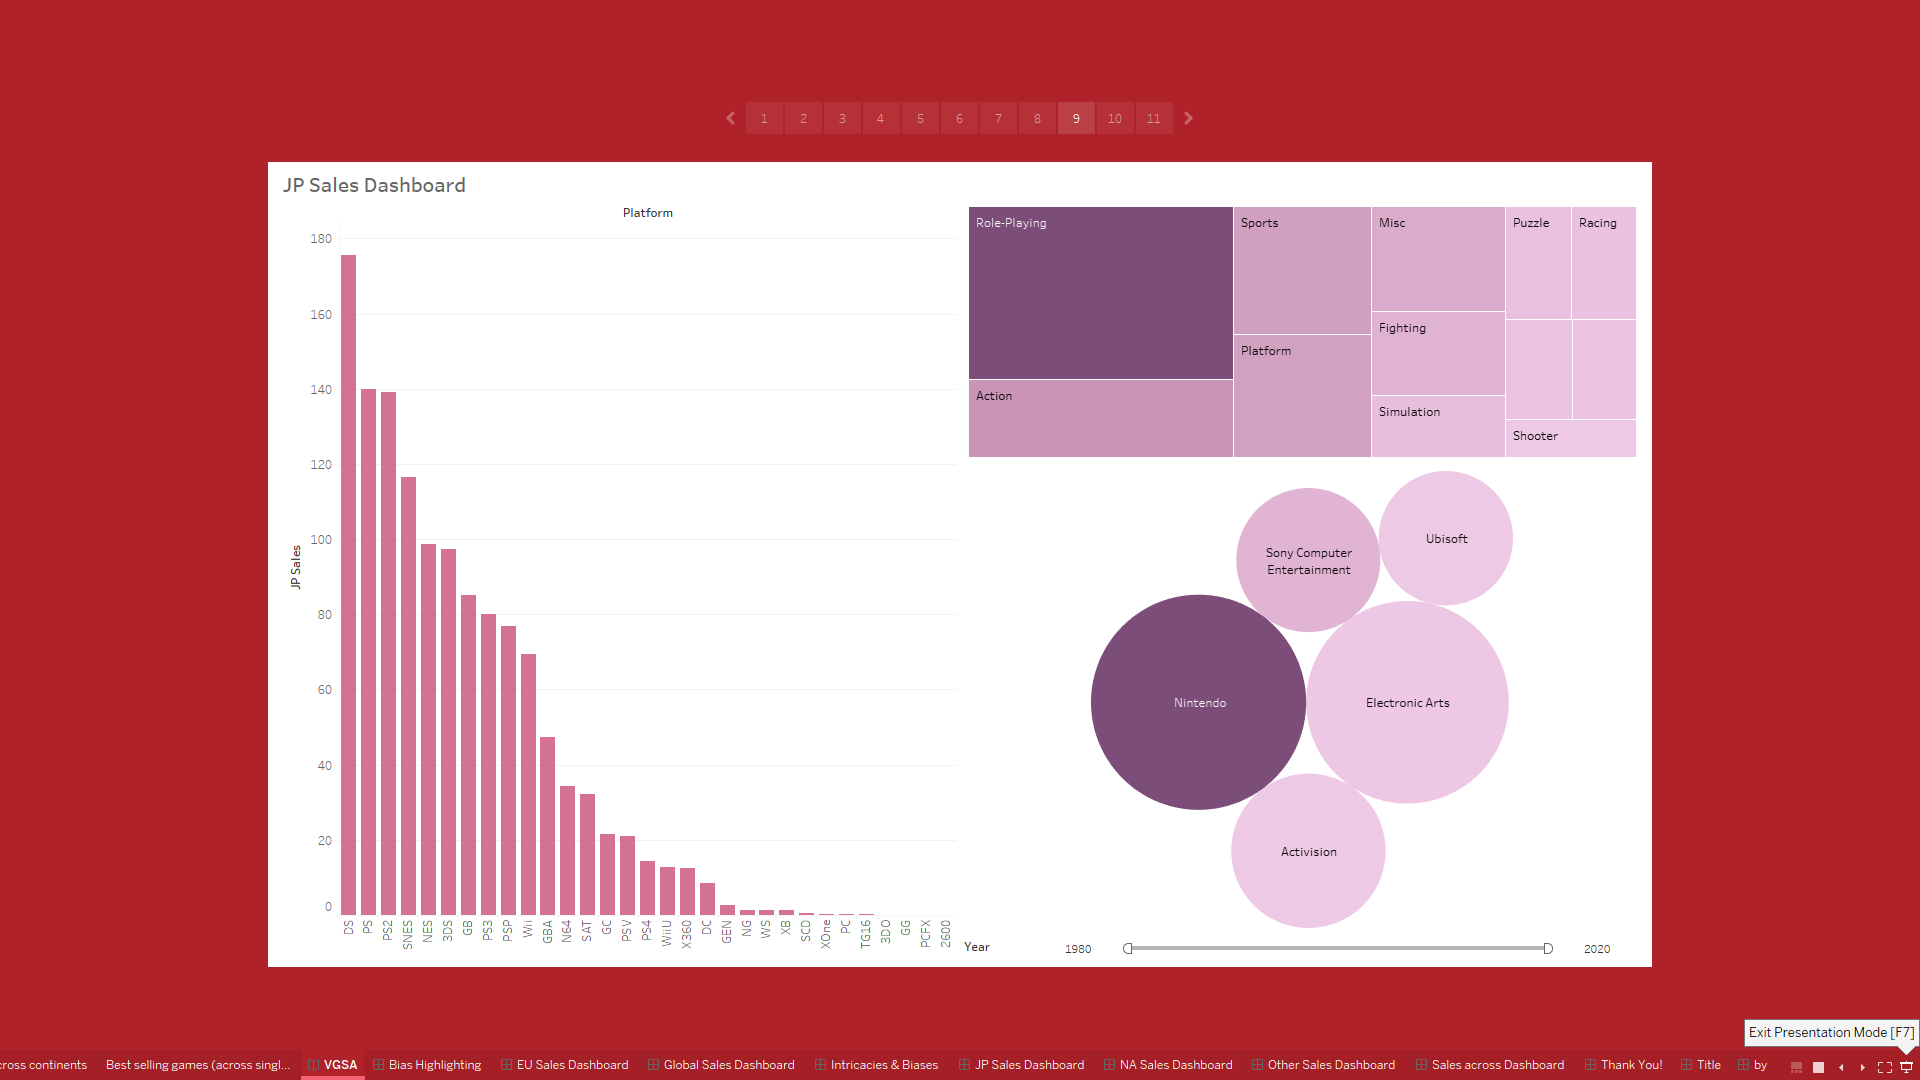 1 2 3 4 5 6 7 8 9 10 11
JP Sales Dashboard
Platform
180
160
140
120
100
80
60
40
20
0
JP Sales
DS PS PS2 SNES NES 3DS GB PS3 PSP Wii GBA N64 SAT GC PSV PS4 WiiU X360 DC GEN NG WS XB SCD XOne PC TG16 3DO GG PCFX 2600
Role-Playing
Sports
Misc
Puzzle
Racing
Fighting
Platform
Action
Simulation
Shooter
Sony Computer
Entertainment
Ubisoft
Nintendo
Electronic Arts
Activision
Year 1980 2020
Exit Presentation Mode [F7]
cross continents Best selling games (across singl... VGSA Bias Highlighting EU Sales Dashboard Global Sales Dashboard Intricacies & Biases JP Sales Dashboard NA Sales Dashboard Other Sales Dashboard Sales across Dashboard Thank You! Title by